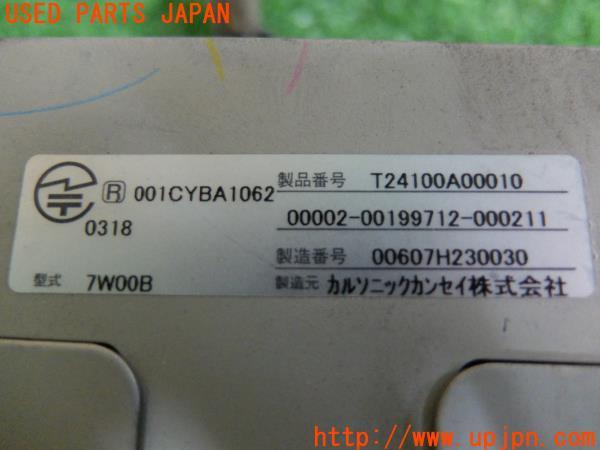 USED PARTS JAPAN
R 001CYBA1062
0318
型式 7W00B
製品番号 T24100A00010
00002-00199712-000211
製造番号 00607H230030
製造元 カルソニックカンセイ株式会社
http://www.upjpn.com